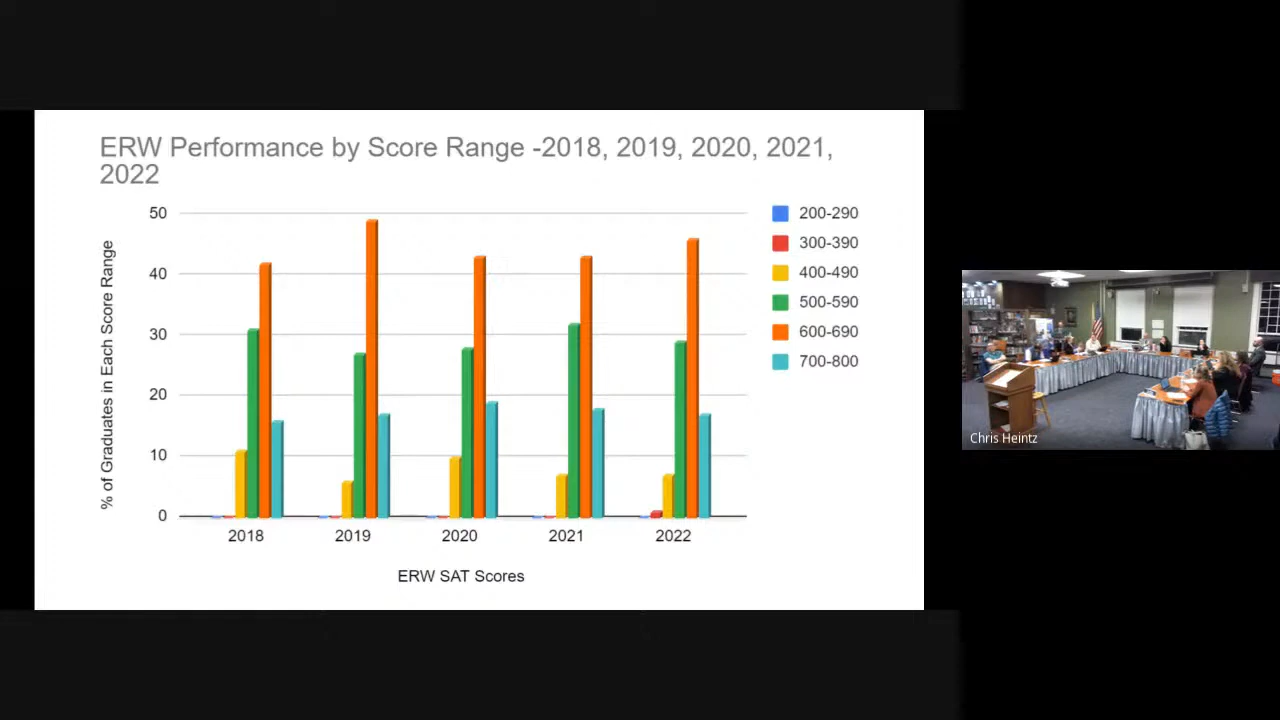 ERW Performance by Score Range -2018, 2019, 2020, 2021,
2022
% of Graduates in Each Score Range
50
40
30
20
10
0
2018 2019 2020 2021 2022
ERW SAT Scores
200-290
300-390
400-490
500-590
600-690
700-800
Chris Heintz